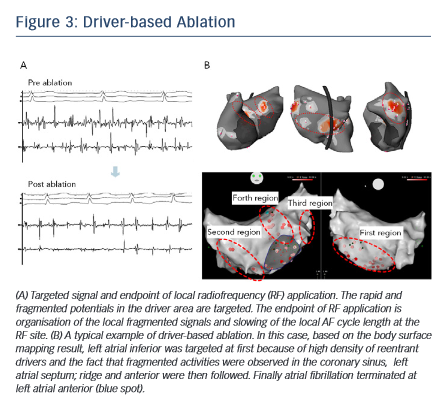 Figure 3: Driver-based Ablation
A
B
Pre ablation
Post ablation
Forth region
Third region
Second region
First region
(A) Targeted signal and endpoint of local radiofrequency (RF) application. The rapid and
fragmented potentials in the driver area are targeted. The endpoint of RF application is
organisation of the local fragmented signals and slowing of the local AF cycle length at the
RF site. (B) A typical example of driver-based ablation. In this case, based on the body surface
mapping result, left atrial inferior was targeted at first because of high density of reentrant
drivers and the fact that fragmented activities were observed in the coronary sinus, left
atrial septum; ridge and anterior were then followed. Finally atrial fibrillation terminated at
left atrial anterior (blue spot).